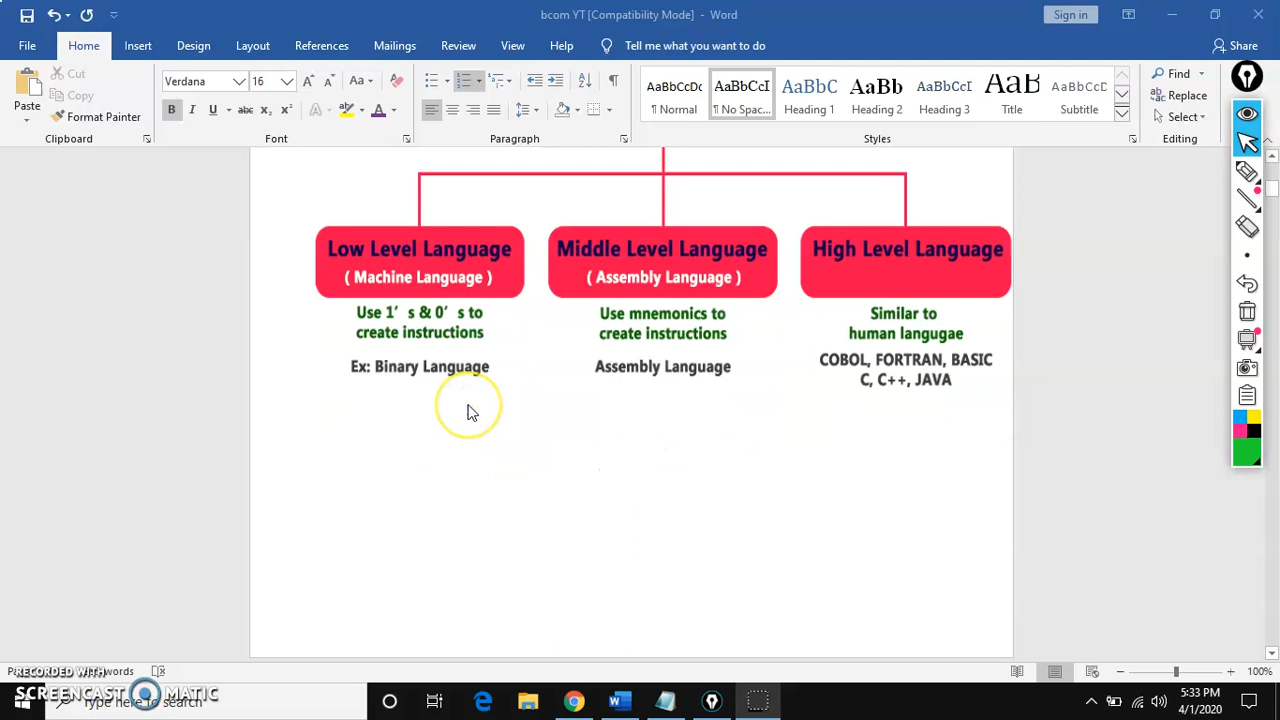 bcom YT [Compatibility Mode] - Word
Sign in
File Home Insert Design Layout References Mailings Review View Help Tell me what you want to do Share
Paste
Cut
Copy
Format Painter
Clipboard
Verdana 16
Font
Paragraph
AaBbCcDc AaBbCcI AaBbC AaBb AaBbCcI AaB AaBbCcD
¶ Normal ¶ No Spac... Heading 1 Heading 2 Heading 3 Title Subtitle
Styles
Find
Replace
Select
Editing
Low Level Language
( Machine Language )
Use 1’ s & 0’ s to
create instructions
Ex: Binary Language
Middle Level Language
( Assembly Language )
Use mnemonics to
create instructions
Assembly Language
High Level Language
Similar to
human langugae
COBOL, FORTRAN, BASIC
C, C++, JAVA
words
100%
RECORDED WITH
SCREENCAST MATIC
Type here to search
5:33 PM
4/1/2020